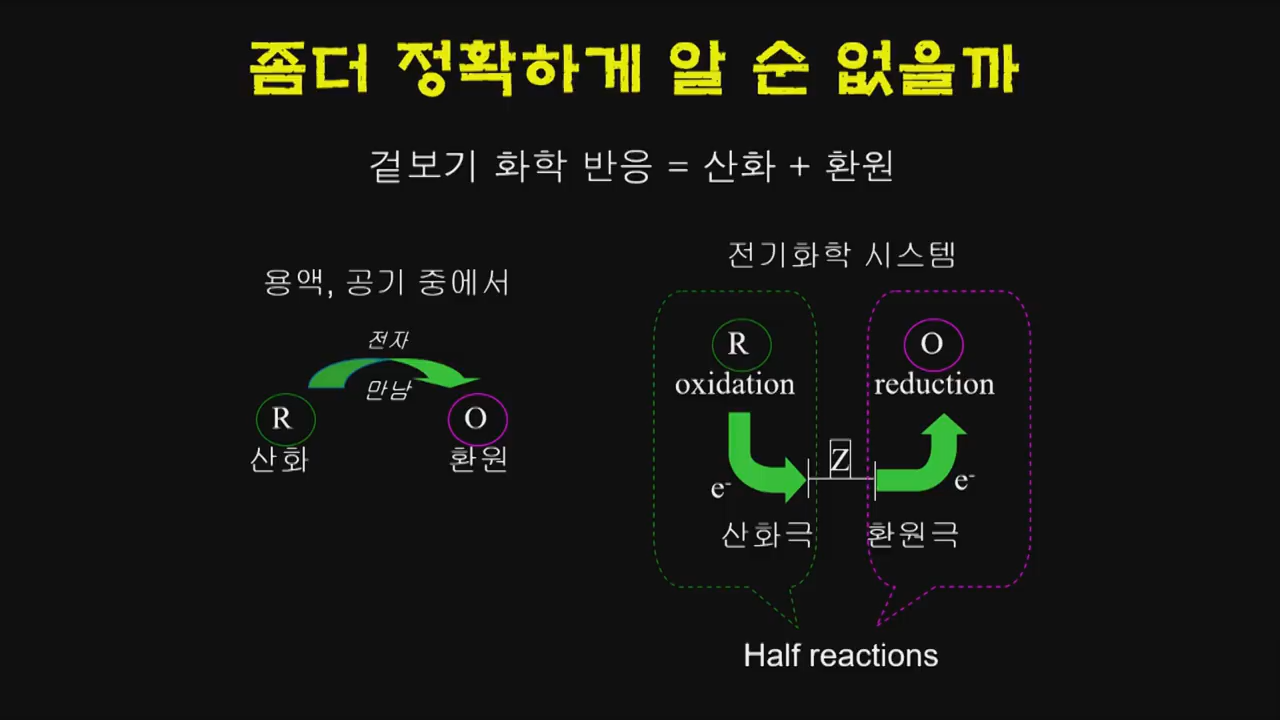 좀더 정확하게 알 순 없을까
겉보기 화학 반응 = 산화 + 환원
용액, 공기 중에서
전자
만남
R
O
산화
환원
전기화학 시스템
R
O
oxidation
reduction
Z
e-
e-
산화극
환원극
Half reactions